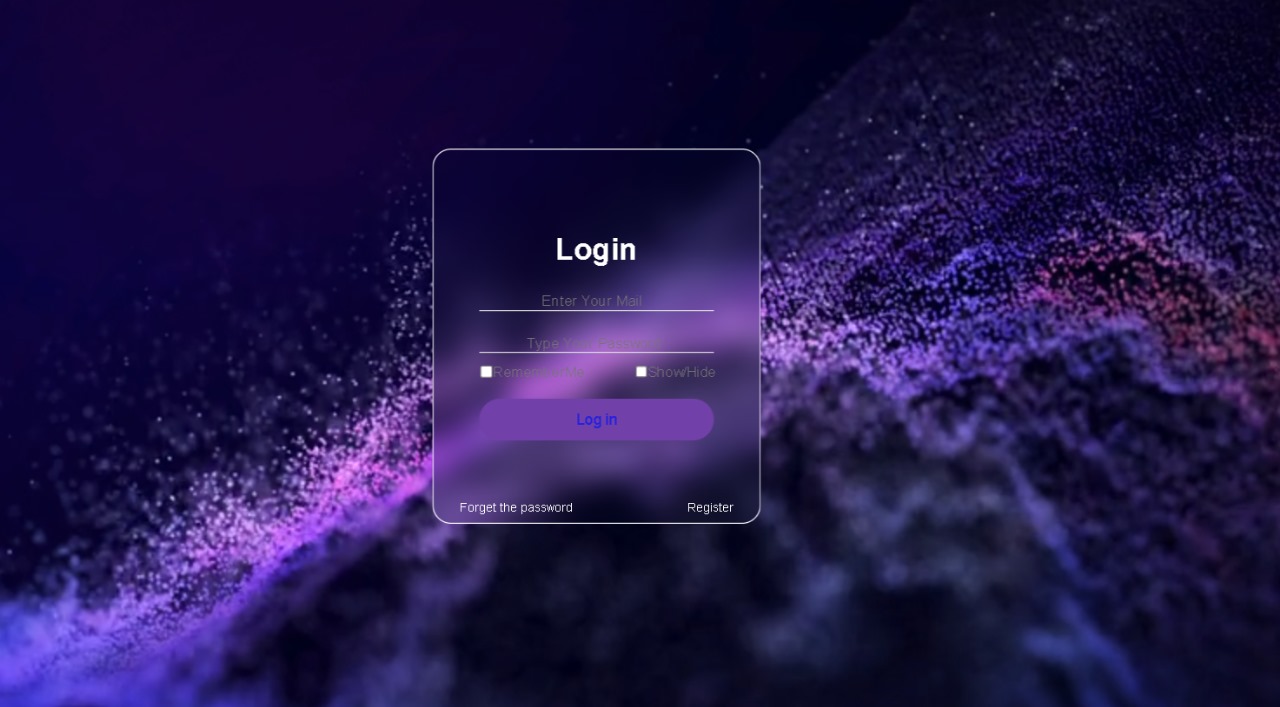 Login
Enter Your Mail
Type Your Password
Remember Me Show/Hide
Log in
Forget the password Register